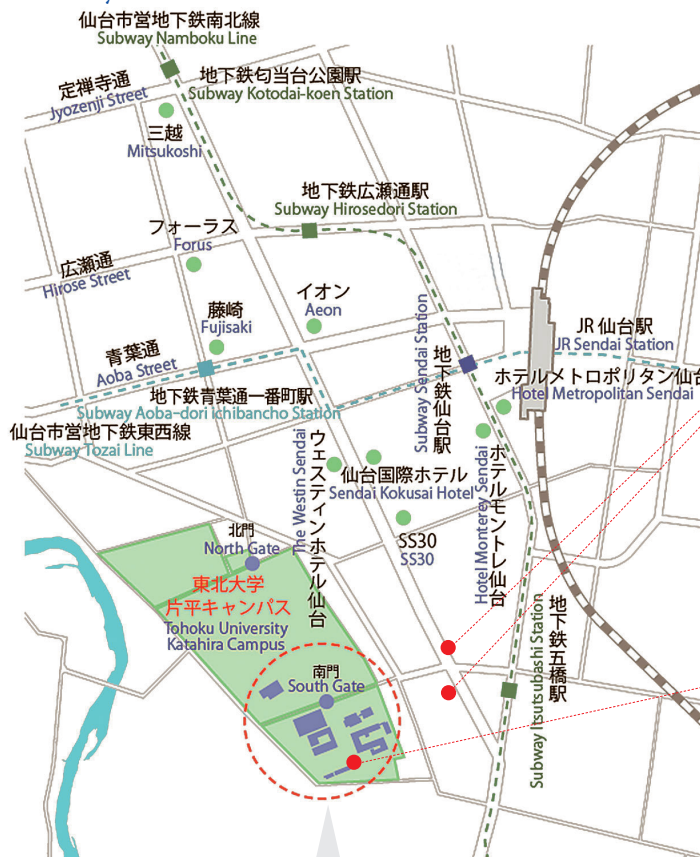 仙台市営地下鉄南北線
Subway Namboku Line
定禅寺通
Jyozenji Street
地下鉄匂当台公園駅
Subway Kotodai-koen Station
三越
Mitsukoshi
地下鉄広瀬通駅
Subway Hirosedori Station
フォーラス
Forus
広瀬通
Hirose Street
藤崎
Fujisaki
イオン
Aeon
青葉通
Aoba Street
JR 仙台駅
JR Sendai Station
地下鉄仙台駅
Subway Sendai Station
ホテルメトロポリタン仙台
Hotel Metropolitan Sendai
地下鉄青葉通一番町駅
Subway Aoba-dori ichibancho Station
仙台市営地下鉄東西線
Subway Tozai Line
ウェスティンホテル仙台
The Westin Sendai
仙台国際ホテル
Sendai Kokusai Hotel
ホテルモントレ仙台
Hotel Monterey Sendai
SS30
SS30
北門
North Gate
東北大学
片平キャンパス
Tohoku University
Katahira Campus
地下鉄五橋駅
Subway Itsutsubashi Station
南門
South Gate